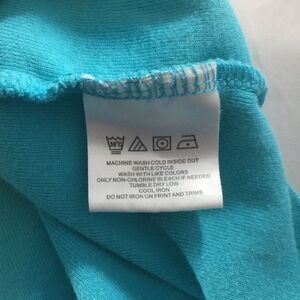 MACHINE WASH COLD INSIDE OUT
GENTLE CYCLE
WASH WITH LIKE COLORS
ONLY NON-CHLORINE BLEACH IF NEEDED
TUMBLE DRY LOW
COOL IRON
DO NOT IRON ON PRINT AND TRIMS